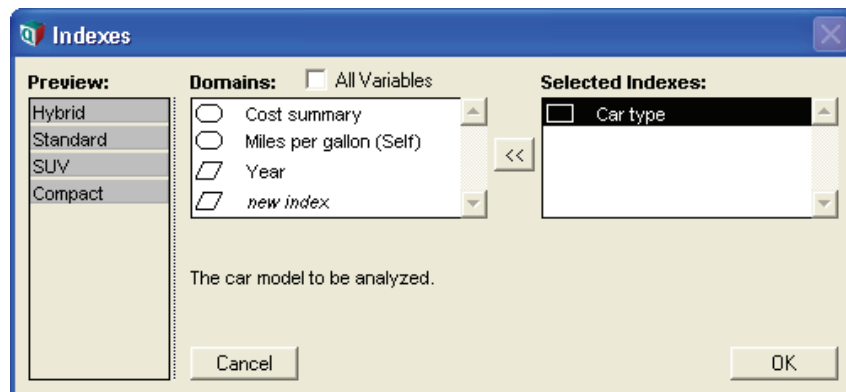 Indexes
Preview:
Hybrid
Standard
SUV
Compact
Domains:
All Variables
Cost summary
Miles per gallon (Self)
Year
new index
<<
Selected Indexes:
Car type
The car model to be analyzed.
Cancel
OK